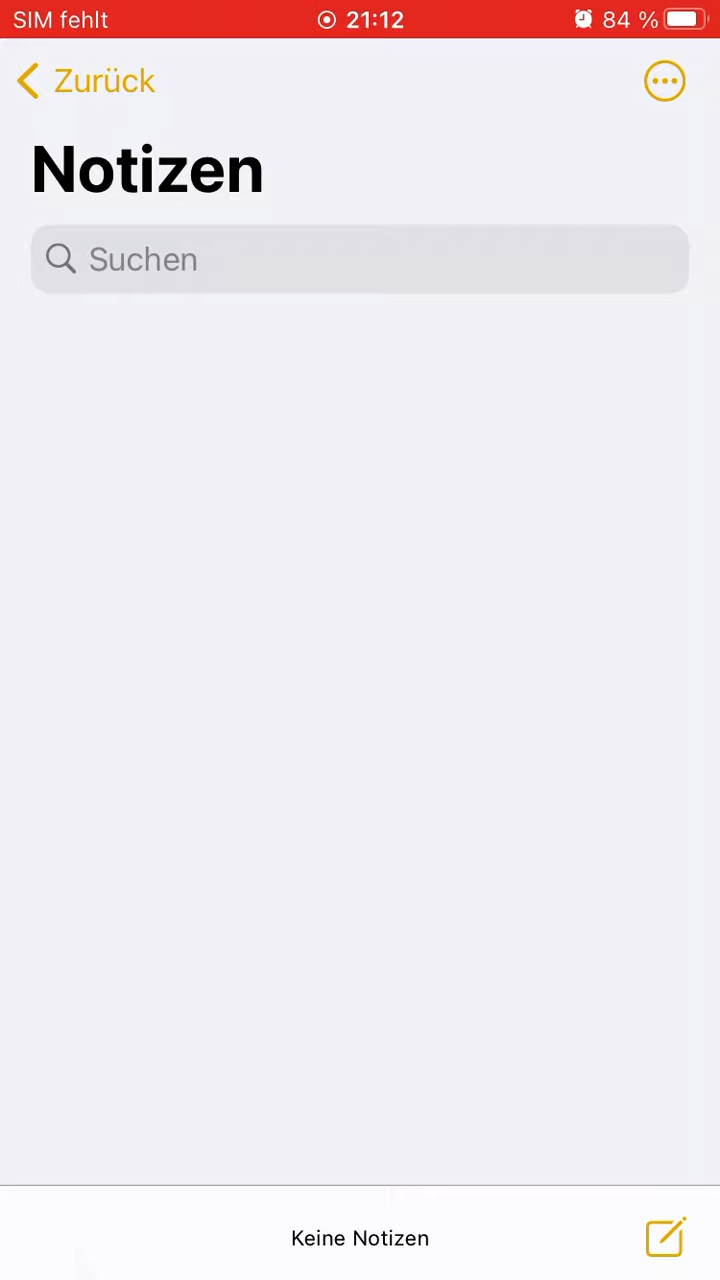 SIM fehlt 21:12 84 %
Zurück
Notizen
Suchen
Keine Notizen